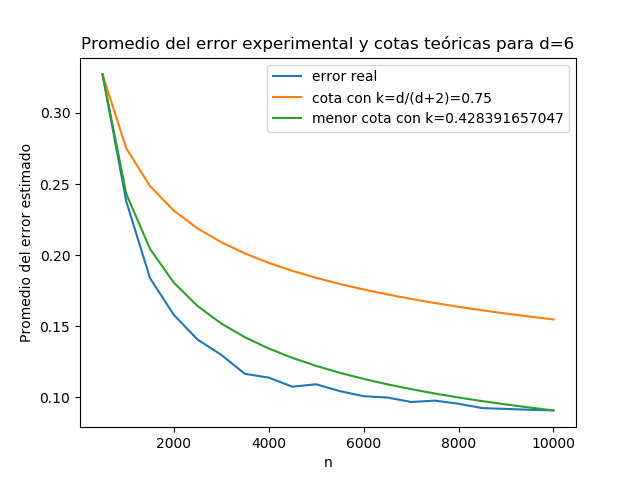 Promedio del error experimental y cotas teóricas para d=6
error real
cota con k=d/(d+2)=0.75
menor cota con k=0.428391657047
Promedio del error estimado
0.30
0.25
0.20
0.15
0.10
2000 4000 6000 8000 10000
n